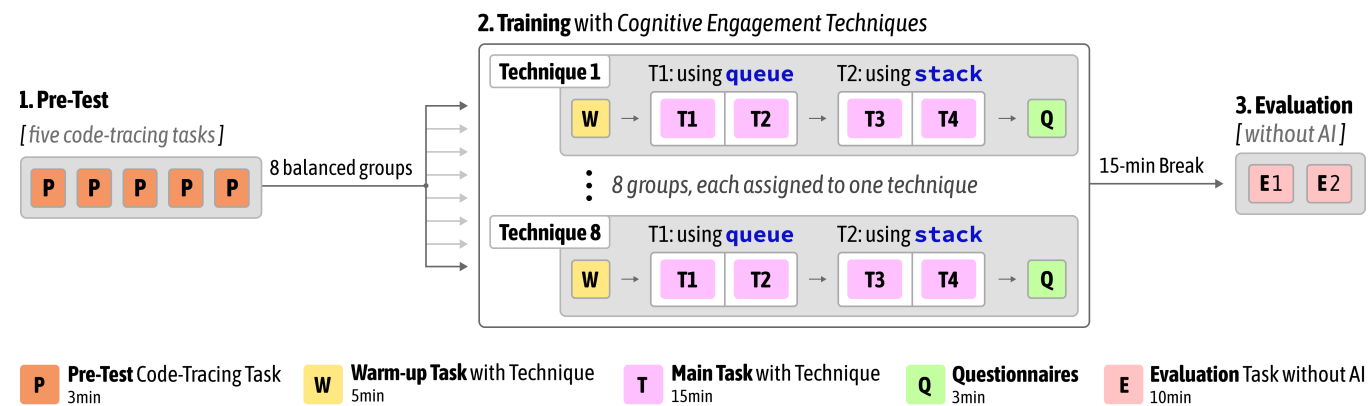 2. Training with Cognitive Engagement Techniques
1. Pre-Test
[ five code-tracing tasks ]
P P P P P
8 balanced groups
Technique 1
T1: using queue
T2: using stack
W
T1 T2
T3 T4
Q
8 groups, each assigned to one technique
Technique 8
T1: using queue
T2: using stack
W
T1 T2
T3 T4
Q
15-min Break
3. Evaluation
[ without AI ]
E1 E2
P Pre-Test Code-Tracing Task
3min
W Warm-up Task with Technique
5min
T Main Task with Technique
15min
Q Questionnaires
3min
E Evaluation Task without AI
10min